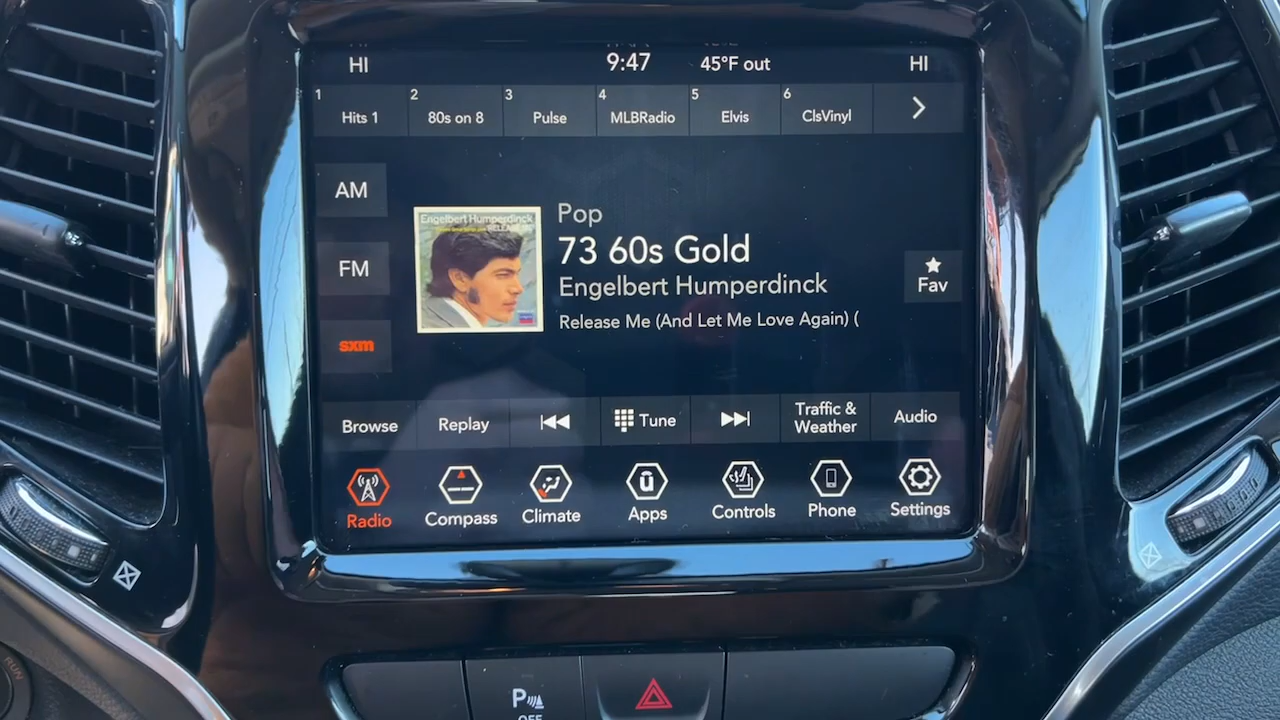 HI 9:47 45°F out HI
1 Hits 1
2 80s on 8
3 Pulse
4 MLBRadio
5 Elvis
6 ClsVinyl
AM
FM
sxm
Engelbert Humperdinck
Pop
73 60s Gold
Engelbert Humperdinck
Release Me (And Let Me Love Again) (
Fav
Browse
Replay
Tune
Traffic &
Weather
Audio
Radio
Compass
Climate
ū Apps
Controls
Phone
Settings
P
OFF
RUN